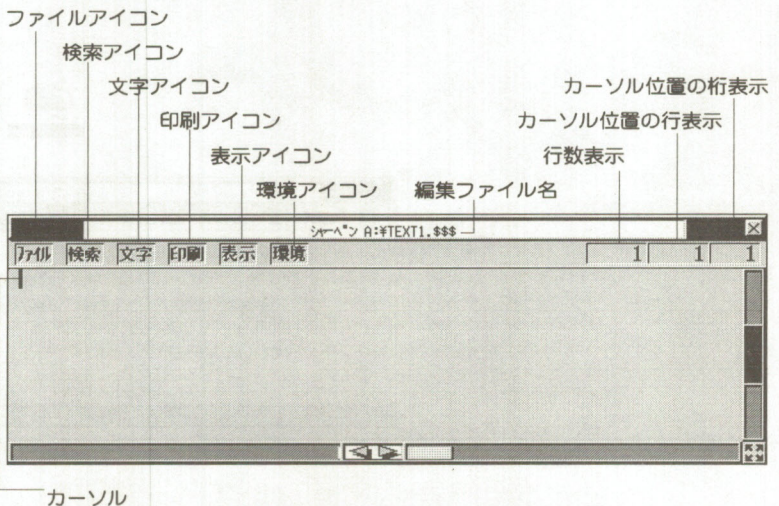 ファイルアイコン
検索アイコン
文字アイコン
印刷アイコン
表示アイコン
環境アイコン
編集ファイル名
行数表示
カーソル位置の行表示
カーソル位置の桁表示
シャーペン A:¥TEXT1.$$$
ファイル 検索 文字 印刷 表示 環境 1 1 1
カーソル